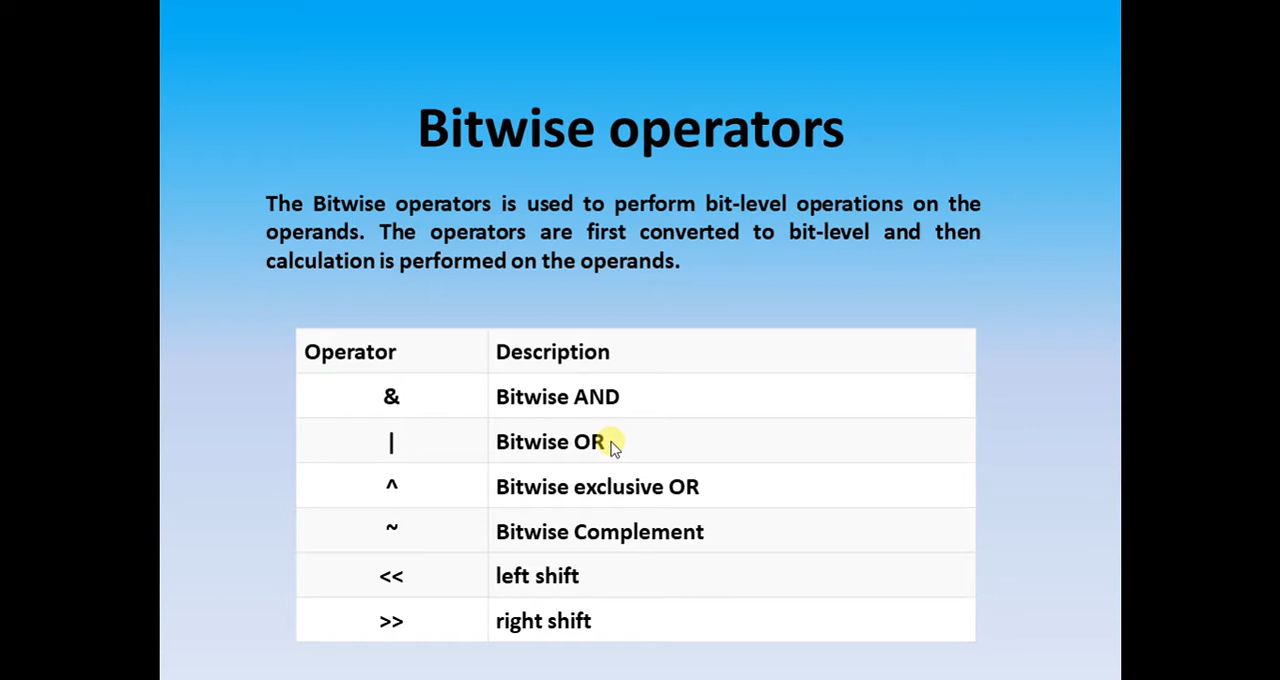 Bitwise operators
The Bitwise operators is used to perform bit-level operations on the
operands. The operators are first converted to bit-level and then
calculation is performed on the operands.
Operator Description
& Bitwise AND
| Bitwise OR
^ Bitwise exclusive OR
~ Bitwise Complement
<< left shift
>> right shift